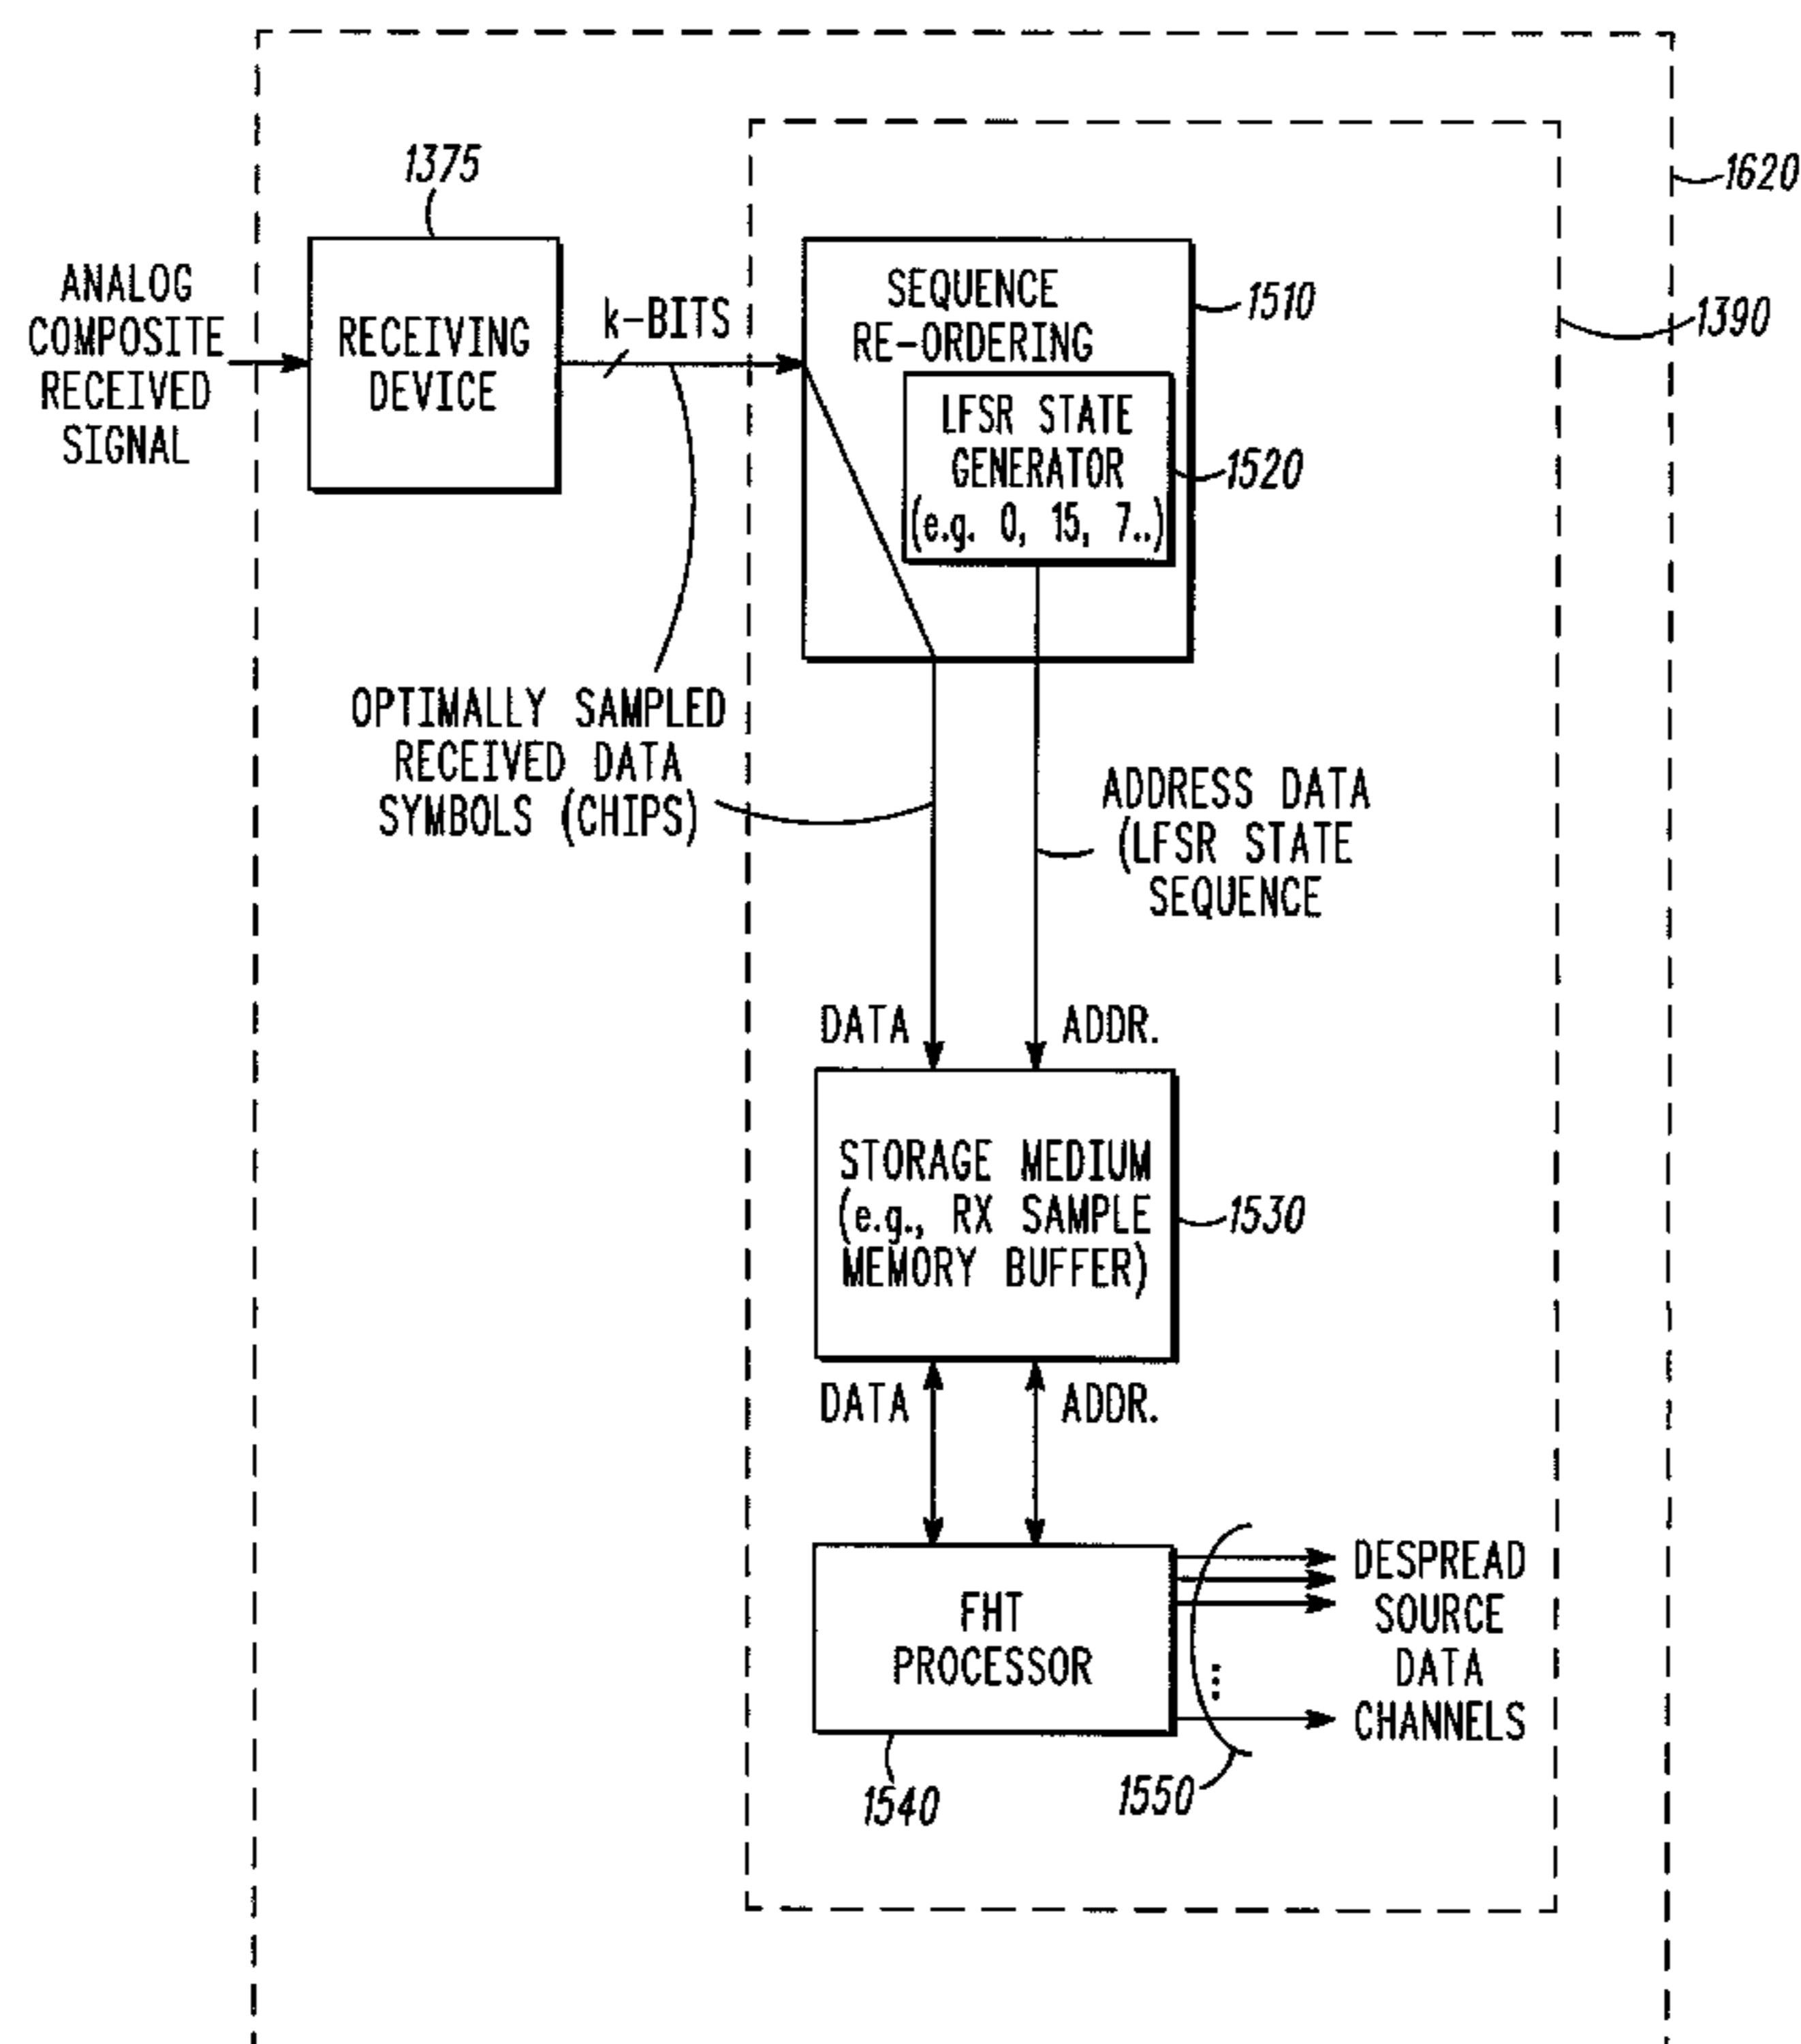 1620
1375
1390
ANALOG
COMPOSITE
RECEIVED
SIGNAL
RECEIVING
DEVICE
k-BITS
SEQUENCE
RE-ORDERING
1510
LFSR STATE
GENERATOR
(e.g. 0, 15, 7..)
1520
OPTIMALLY SAMPLED
RECEIVED DATA
SYMBOLS (CHIPS)
ADDRESS DATA
(LFSR STATE
SEQUENCE
DATA
ADDR.
STORAGE MEDIUM
(e.g., RX SAMPLE
MEMORY BUFFER)
1530
DATA
ADDR.
FHT
PROCESSOR
1540
1550
DESPREAD
SOURCE
DATA
CHANNELS